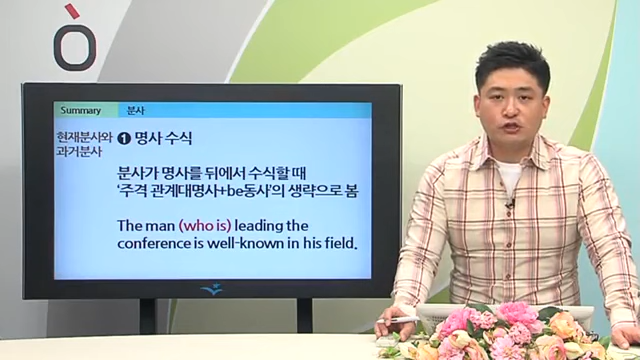 Summary 분사
현재분사와
과거분사
❶ 명사 수식
분사가 명사를 뒤에서 수식할 때
‘주격 관계대명사+be동사’의 생략으로 봄
The man (who is) leading the
conference is well-known in his field.